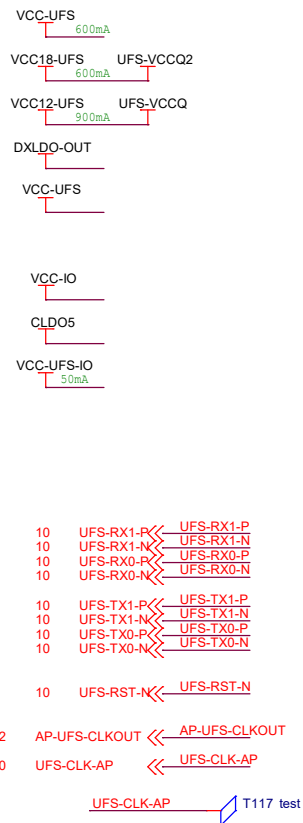 VCC-UFS
600mA
VCC18-UFS UFS-VCCQ2
600mA
VCC12-UFS UFS-VCCQ
900mA
DXLDO-OUT
VCC-UFS
VCC-IO
CLDO5
VCC-UFS-IO
50mA
10 UFS-RX1-P UFS-RX1-P
10 UFS-RX1-N UFS-RX1-N
10 UFS-RX0-P UFS-RX0-P
10 UFS-RX0-N UFS-RX0-N
10 UFS-TX1-P UFS-TX1-P
10 UFS-TX1-N UFS-TX1-N
10 UFS-TX0-P UFS-TX0-P
10 UFS-TX0-N UFS-TX0-N
10 UFS-RST-N UFS-RST-N
2 AP-UFS-CLKOUT AP-UFS-CLKOUT
0 UFS-CLK-AP UFS-CLK-AP
UFS-CLK-AP T117 test